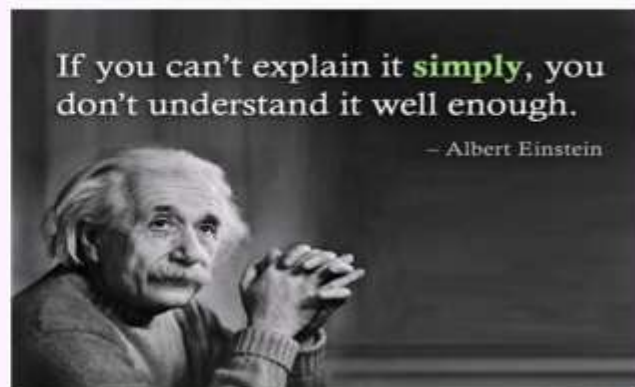 If you can't explain it simply, you
don't understand it well enough.
– Albert Einstein